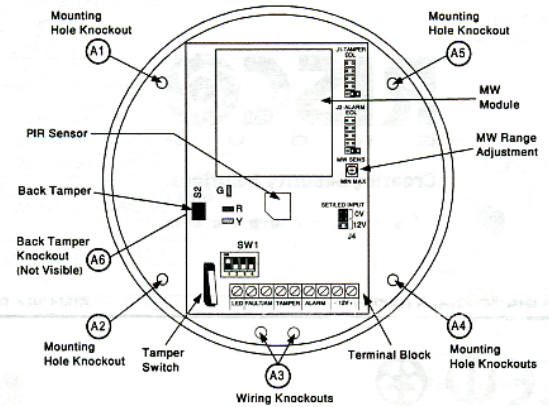 Mounting
Hole Knockout
A1
Mounting
Hole Knockout
A5
J1-TAMPER
EOL
J3-ALARM
EOL
MW
Module
PIR Sensor
MW SENS
MIN MAX
MW Range
Adjustment
Back Tamper
S2
G
R
Y
SET/LED INPUT
0V
12V
J4
Back Tamper
Knockout
(Not Visible)
A6
SW1
LED FAULT/AM TAMPER ALARM - 12V +
A2
Mounting
Hole Knockout
Tamper
Switch
A3
Wiring Knockouts
Terminal Block
A4
Mounting
Hole Knockouts